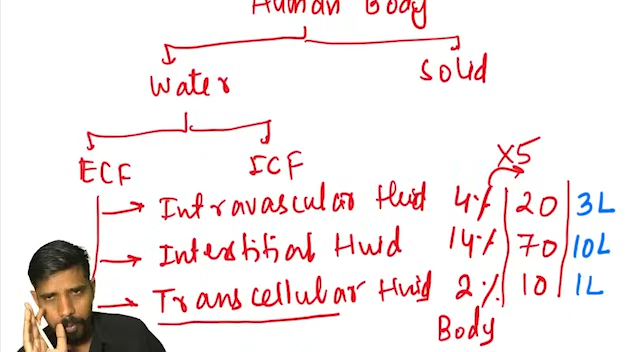 Human Body
Water
Solid
ECF
ICF
X5
Intravascular fluid 4% 20 3L
Interstitial fluid 14% 70 10L
Transcellular fluid 2% 10 1L
Body